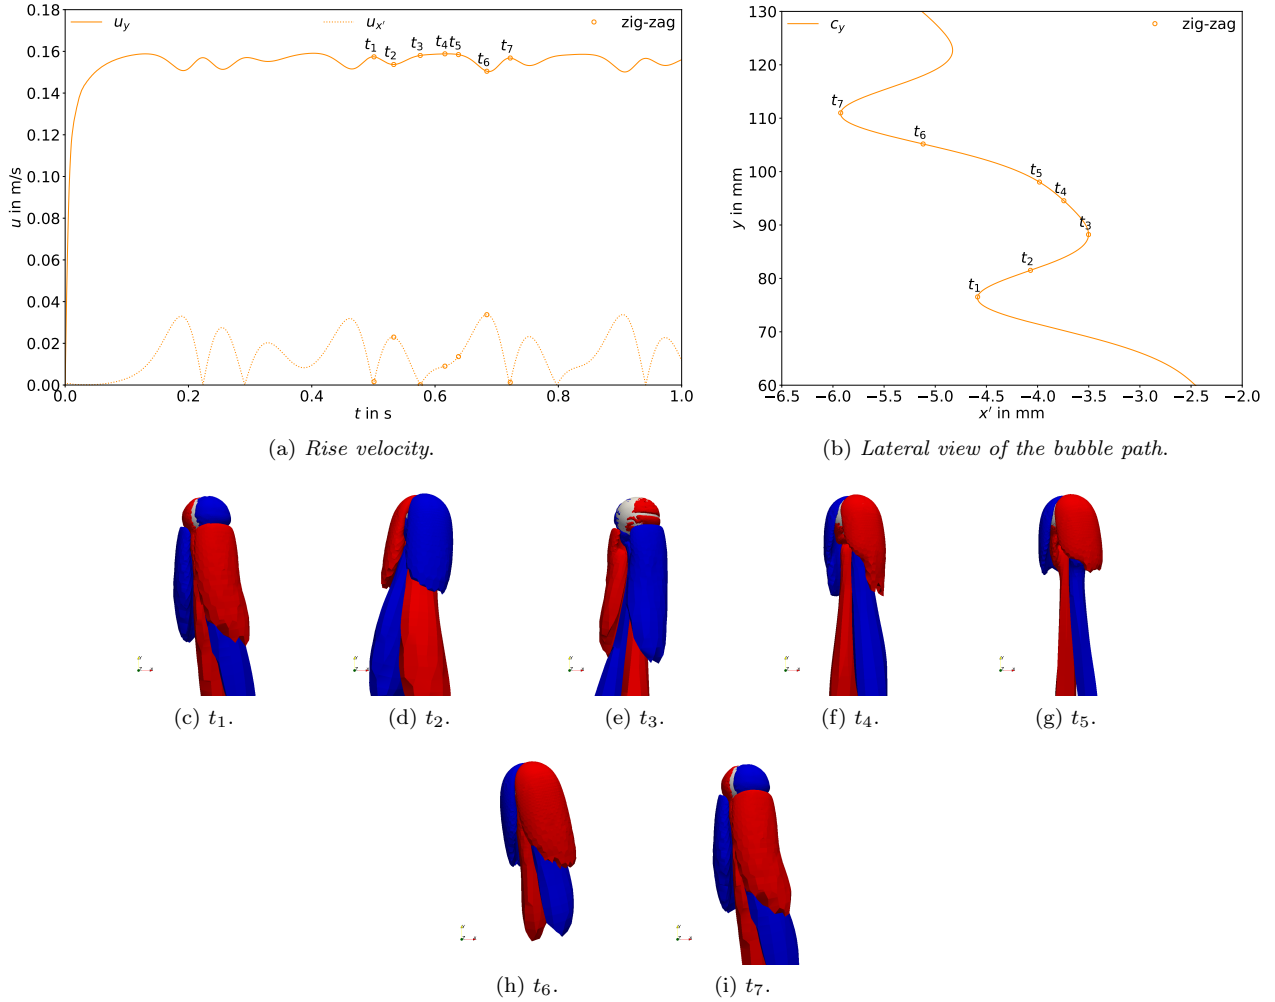 u_y
u_x'
zig-zag
0.18
0.16
0.14
0.12
0.10
0.08
0.06
0.04
0.02
0.00
u in m/s
t₁
t₂
t₃
t₄
t₅
t₆
t₇
0.0
0.2
0.4
0.6
0.8
1.0
t in s
(a) Rise velocity.
c_y
zig-zag
130
120
110
100
90
80
70
60
y in mm
t₇
t₆
t₅
t₄
t₃
t₂
t₁
−6.5
−6.0
−5.5
−5.0
−4.5
−4.0
−3.5
−3.0
−2.5
−2.0
x' in mm
(b) Lateral view of the bubble path.
(c) t₁.
(d) t₂.
(e) t₃.
(f) t₄.
(g) t₅.
(h) t₆.
(i) t₇.